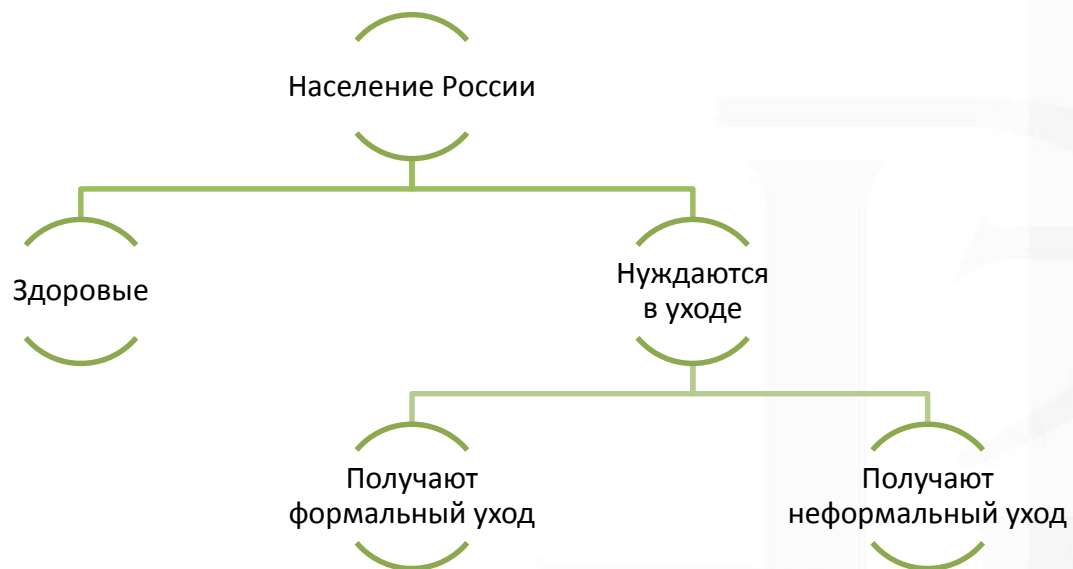 Население России
Здоровые
Нуждаются
в уходе
Получают
формальный уход
Получают
неформальный уход